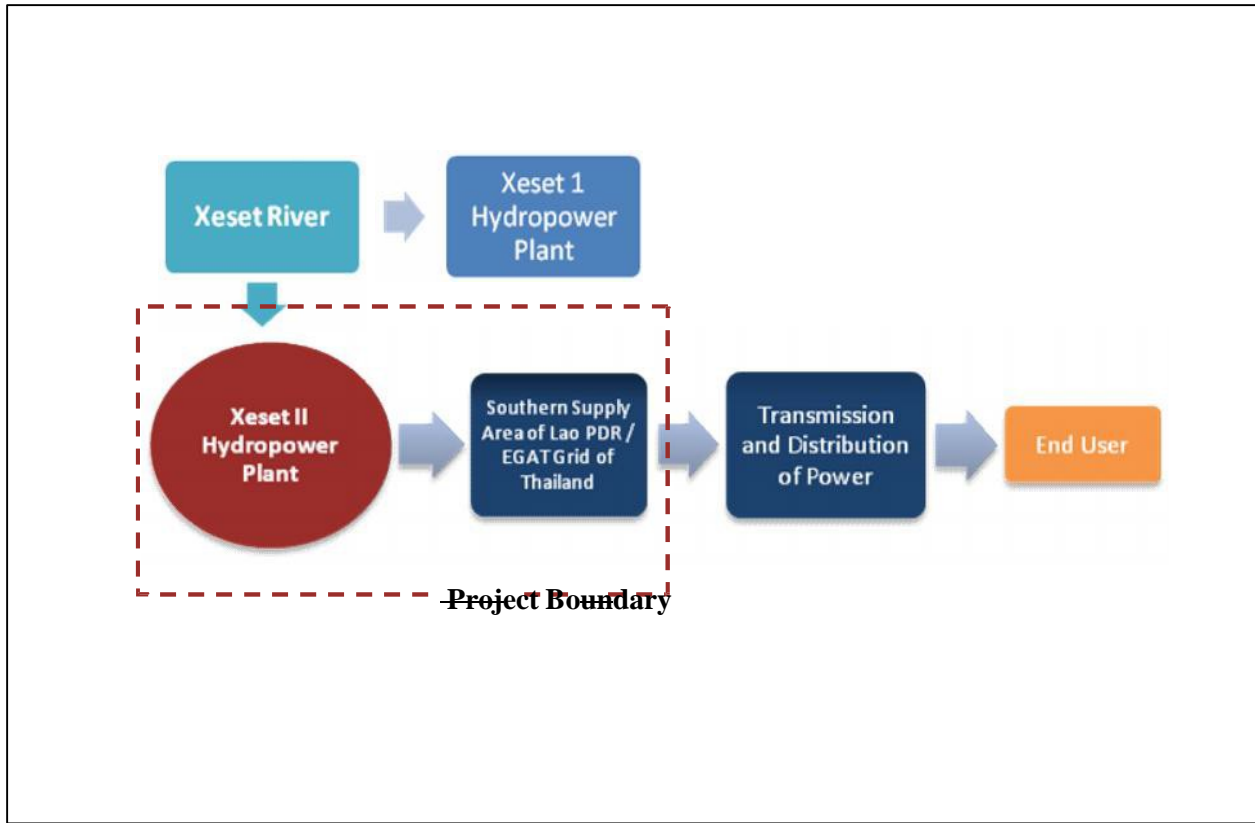 Xeset River
Xeset 1
Hydropower
Plant
Xeset II
Hydropower
Plant
Southern Supply
Area of Lao PDR /
EGAT Grid of
Thailand
Transmission
and Distribution
of Power
End User
Project Boundary